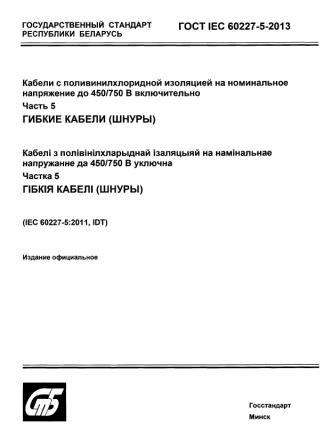 ГОСУДАРСТВЕННЫЙ СТАНДАРТ
РЕСПУБЛИКИ БЕЛАРУСЬ
ГОСТ IEC 60227-5-2013
Кабели с поливинилхлоридной изоляцией на номинальное
напряжение до 450/750 В включительно
Часть 5
ГИБКИЕ КАБЕЛИ (ШНУРЫ)
Кабелі з полівінілхларыднай ізаляцыяй на намінальнае
напружанне да 450/750 В уключна
Частка 5
ГІБКІЯ КАБЕЛІ (ШНУРЫ)
(IEC 60227-5:2011, IDT)
Издание официальное
СТБ
Госстандарт
Минск